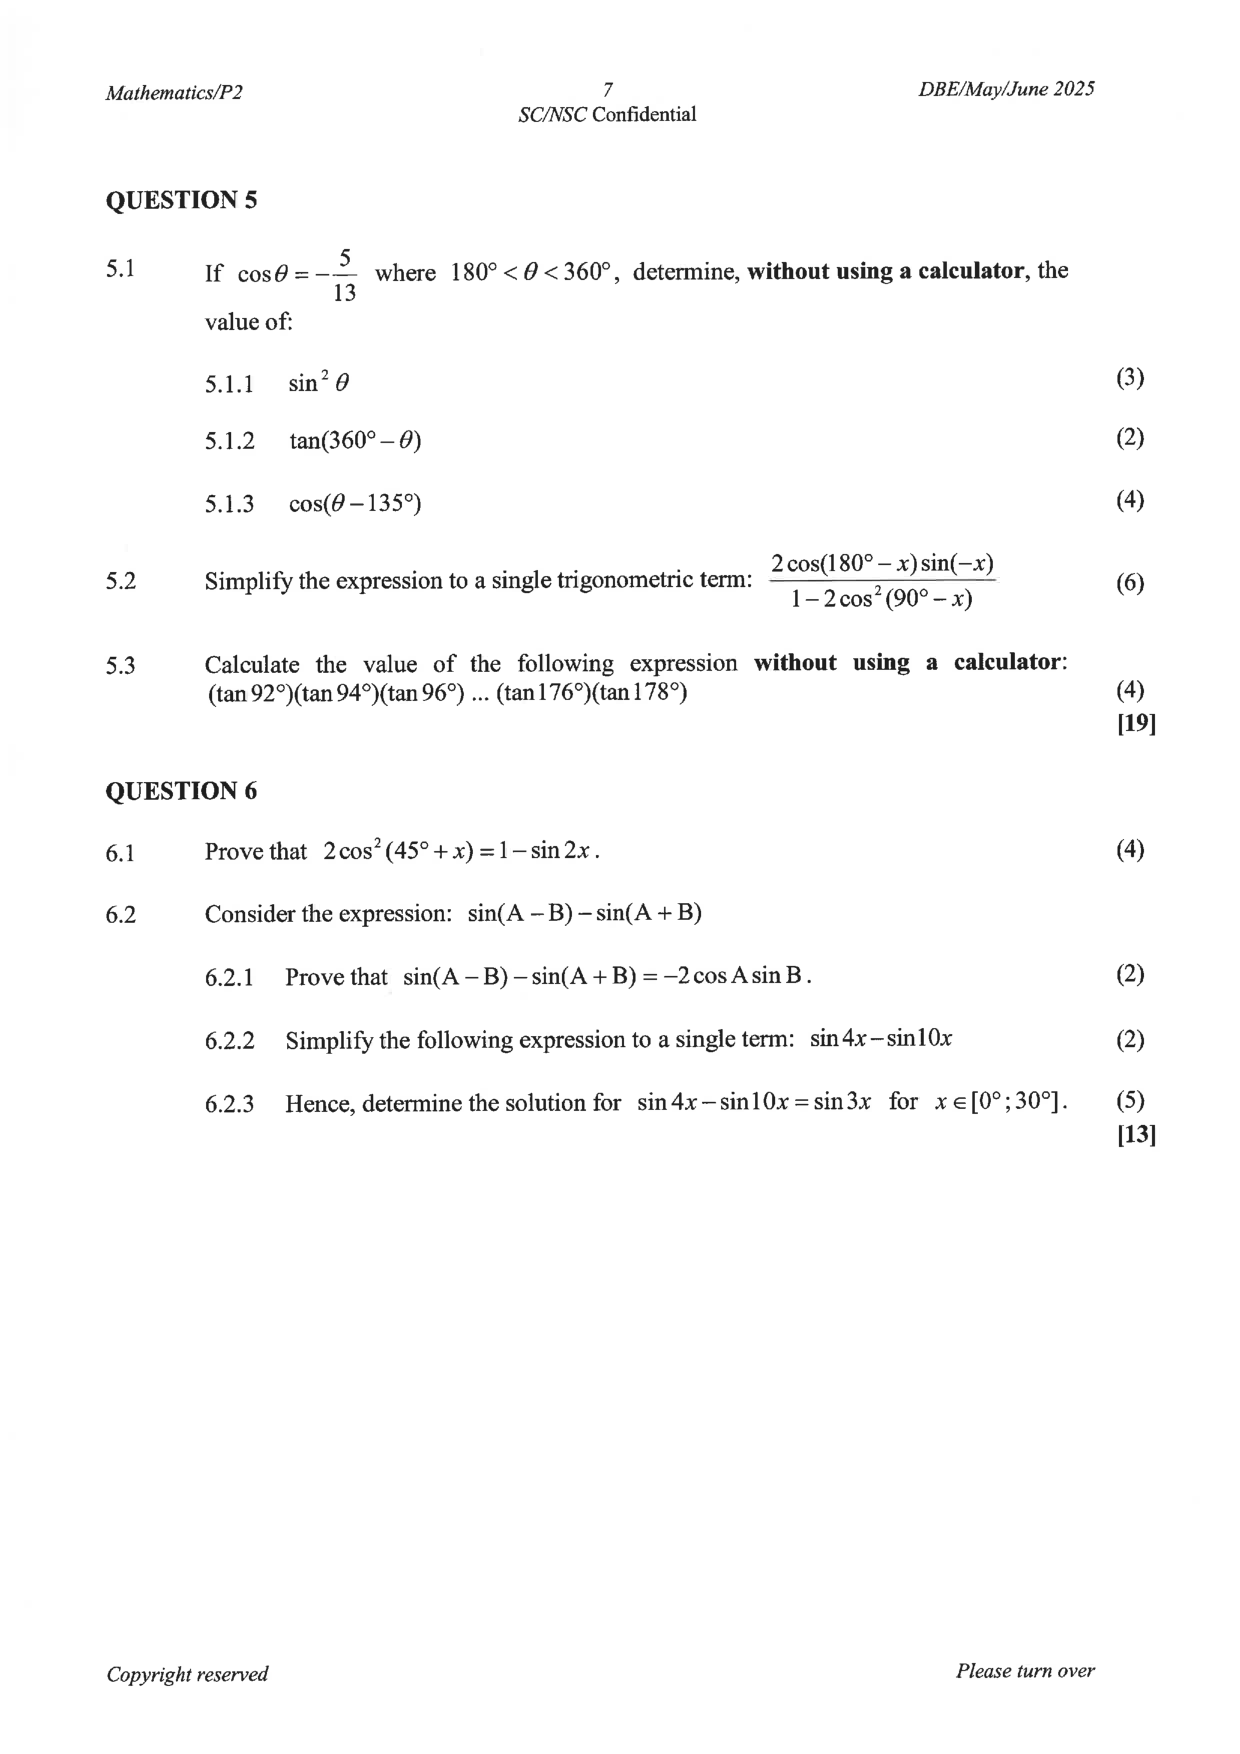 Mathematics/P2 7 DBE/May/June 2025
SC/NSC Confidential
QUESTION 5
5.1 If cos θ = −5/13 where 180° < θ < 360°, determine, without using a calculator, the
value of:
5.1.1 sin² θ (3)
5.1.2 tan(360° − θ) (2)
5.1.3 cos(θ − 135°) (4)
5.2 Simplify the expression to a single trigonometric term: 2cos(180° − x)sin(−x) / 1 − 2cos²(90° − x) (6)
5.3 Calculate the value of the following expression without using a calculator:
(tan 92°)(tan 94°)(tan 96°) ... (tan 176°)(tan 178°) (4)
[19]
QUESTION 6
6.1 Prove that 2cos²(45° + x) = 1 − sin 2x. (4)
6.2 Consider the expression: sin(A − B) − sin(A + B)
6.2.1 Prove that sin(A − B) − sin(A + B) = −2cos A sin B. (2)
6.2.2 Simplify the following expression to a single term: sin 4x − sin 10x (2)
6.2.3 Hence, determine the solution for sin 4x − sin 10x = sin 3x for x ∈ [0° ; 30°]. (5)
[13]
Copyright reserved Please turn over